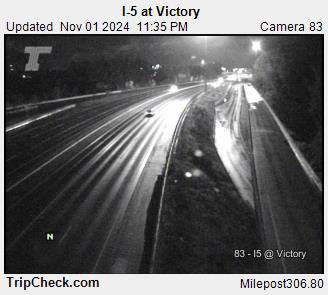 I-5 at Victory
Updated  Nov 01 2024  11:35 PM
Camera 83
T
N
83 - I5 @ Victory
TripCheck.com
Milepost306.80